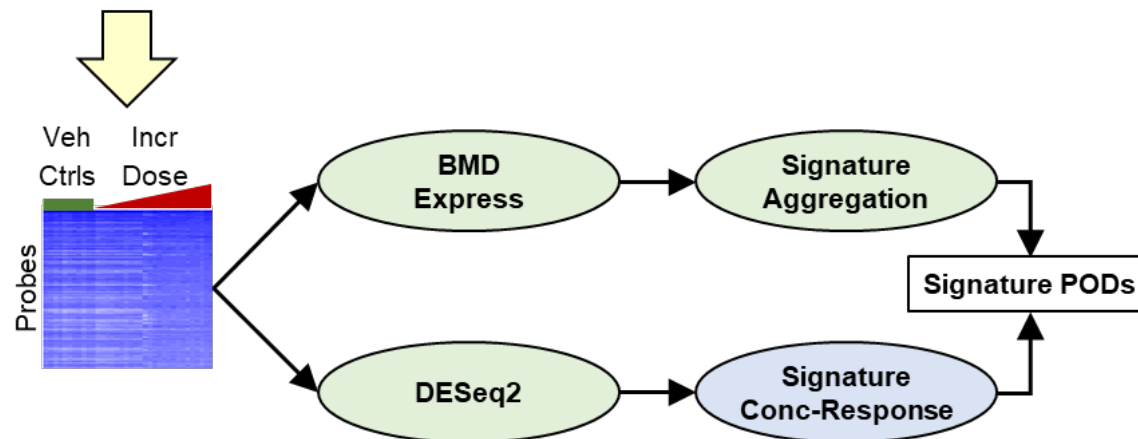 Veh Incr
Ctrls Dose
Probes
BMD
Express
Signature
Aggregation
Signature PODs
DESeq2
Signature
Conc-Response